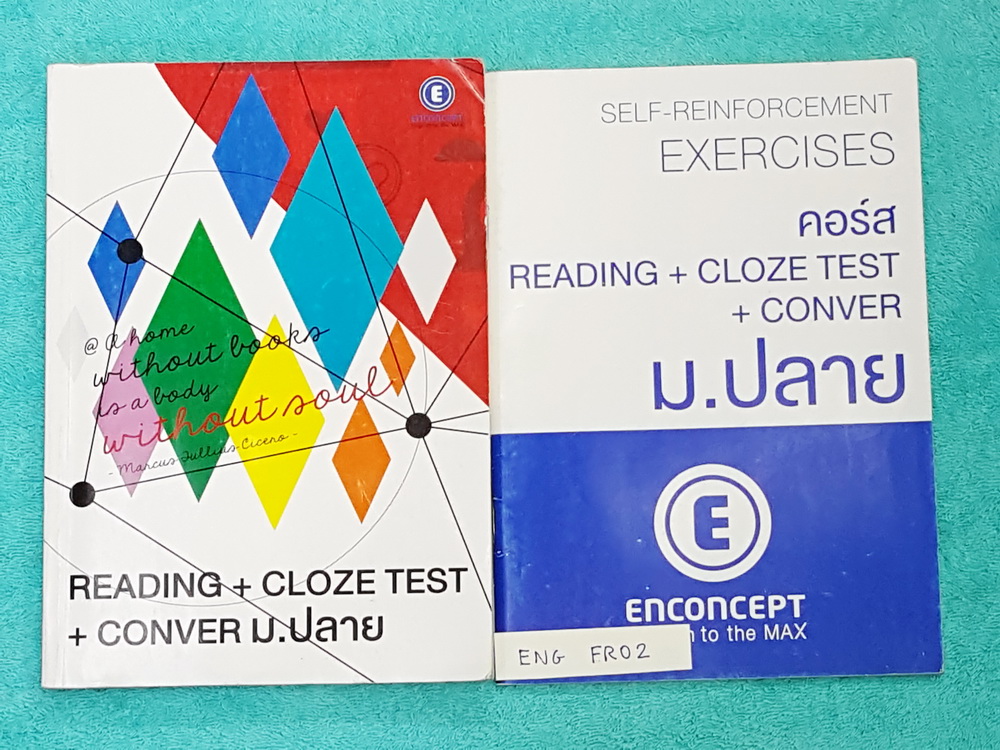 E
ENCONCEPT
@ a home
without books
is a body
without soul
- Marcus Tullius Cicero -
READING + CLOZE TEST
+ CONVER ม.ปลาย
SELF-REINFORCEMENT
EXERCISES
คอร์ส
READING + CLOZE TEST
+ CONVER
ม.ปลาย
E
ENCONCEPT
to the MAX
ENG FR02